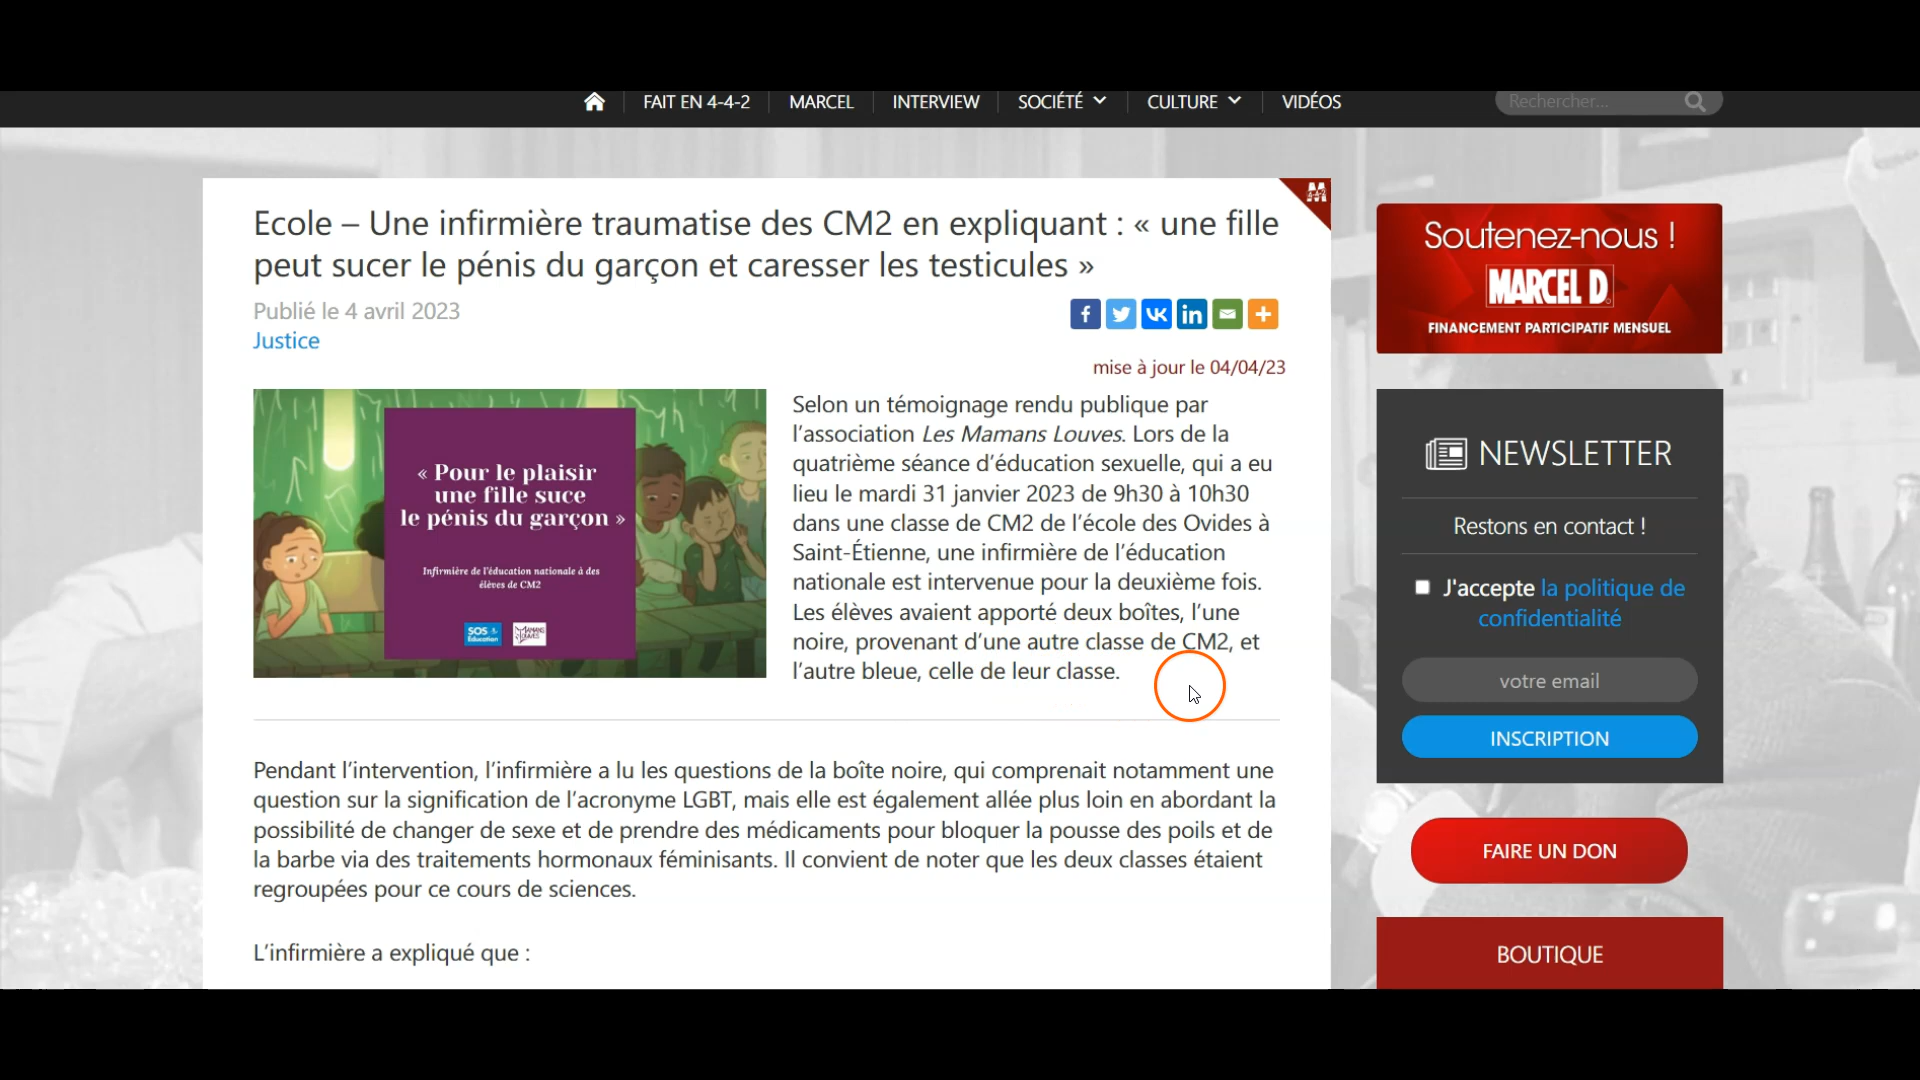 FAIT EN 4-4-2
MARCEL
INTERVIEW
SOCIÉTÉ
CULTURE
VIDÉOS
Rechercher...
Ecole – Une infirmière traumatise des CM2 en expliquant : « une fille
peut sucer le pénis du garçon et caresser les testicules »
Publié le 4 avril 2023
Justice
mise à jour le 04/04/23
« Pour le plaisir
une fille suce
le pénis du garçon »
Infirmière de l'éducation nationale à des
élèves de CM2
SOS
Éducation
MAMANS
LOUVES
Selon un témoignage rendu publique par
l'association Les Mamans Louves. Lors de la
quatrième séance d'éducation sexuelle, qui a eu
lieu le mardi 31 janvier 2023 de 9h30 à 10h30
dans une classe de CM2 de l'école des Ovides à
Saint-Étienne, une infirmière de l'éducation
nationale est intervenue pour la deuxième fois.
Les élèves avaient apporté deux boîtes, l'une
noire, provenant d'une autre classe de CM2, et
l'autre bleue, celle de leur classe.
Pendant l'intervention, l'infirmière a lu les questions de la boîte noire, qui comprenait notamment une
question sur la signification de l'acronyme LGBT, mais elle est également allée plus loin en abordant la
possibilité de changer de sexe et de prendre des médicaments pour bloquer la pousse des poils et de
la barbe via des traitements hormonaux féminisants. Il convient de noter que les deux classes étaient
regroupées pour ce cours de sciences.
L'infirmière a expliqué que :
Soutenez-nous !
MARCEL D
FINANCEMENT PARTICIPATIF MENSUEL
NEWSLETTER
Restons en contact !
J'accepte la politique de
confidentialité
votre email
INSCRIPTION
FAIRE UN DON
BOUTIQUE